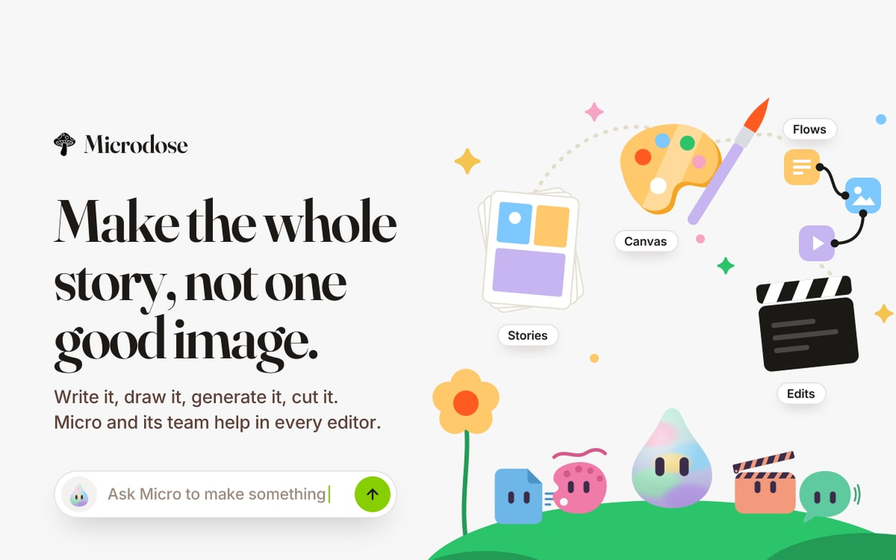 Microdose
Make the whole
story, not one
good image.
Write it, draw it, generate it, cut it.
Micro and its team help in every editor.
Ask Micro to make something
Flows
Canvas
Stories
Edits